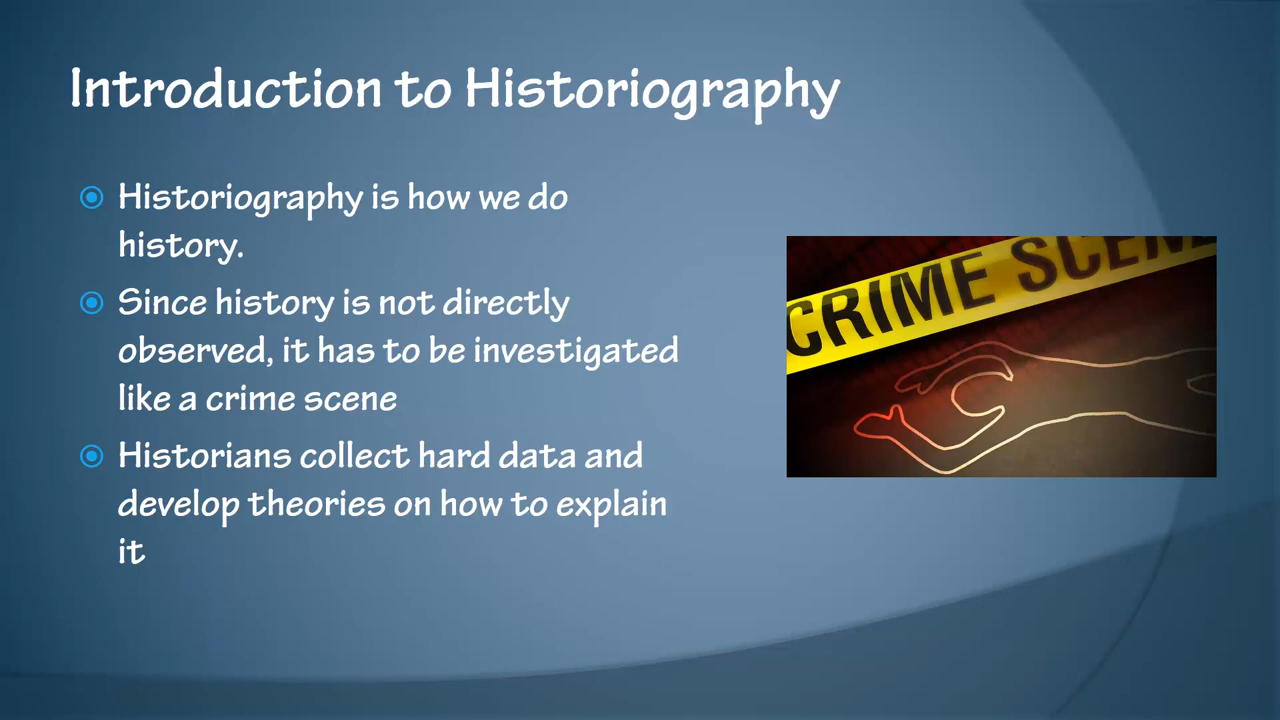 Introduction to Historiography
Historiography is how we do
history.
Since history is not directly
observed, it has to be investigated
like a crime scene
Historians collect hard data and
develop theories on how to explain
it
CRIME SCENE